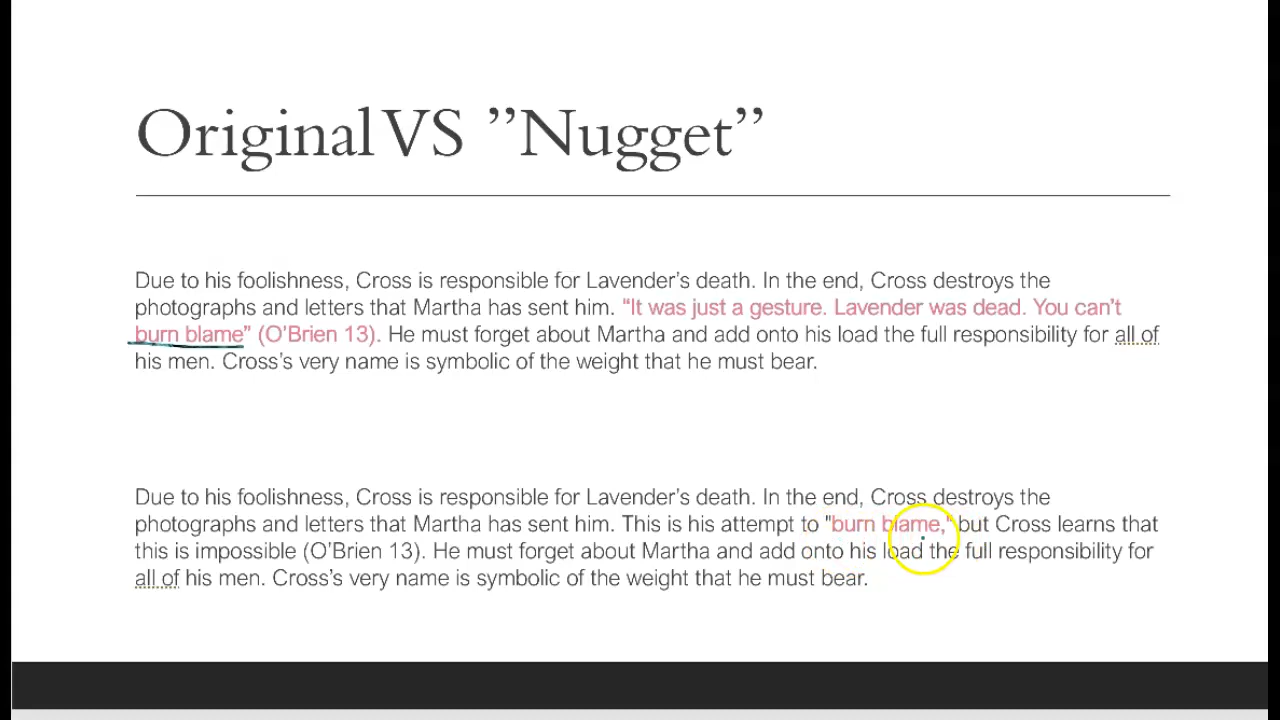 Original VS ”Nugget”
Due to his foolishness, Cross is responsible for Lavender’s death. In the end, Cross destroys the
photographs and letters that Martha has sent him. “It was just a gesture. Lavender was dead. You can’t
burn blame” (O’Brien 13). He must forget about Martha and add onto his load the full responsibility for all of
his men. Cross’s very name is symbolic of the weight that he must bear.
Due to his foolishness, Cross is responsible for Lavender’s death. In the end, Cross destroys the
photographs and letters that Martha has sent him. This is his attempt to "burn blame," but Cross learns that
this is impossible (O’Brien 13). He must forget about Martha and add onto his load the full responsibility for
all of his men. Cross’s very name is symbolic of the weight that he must bear.